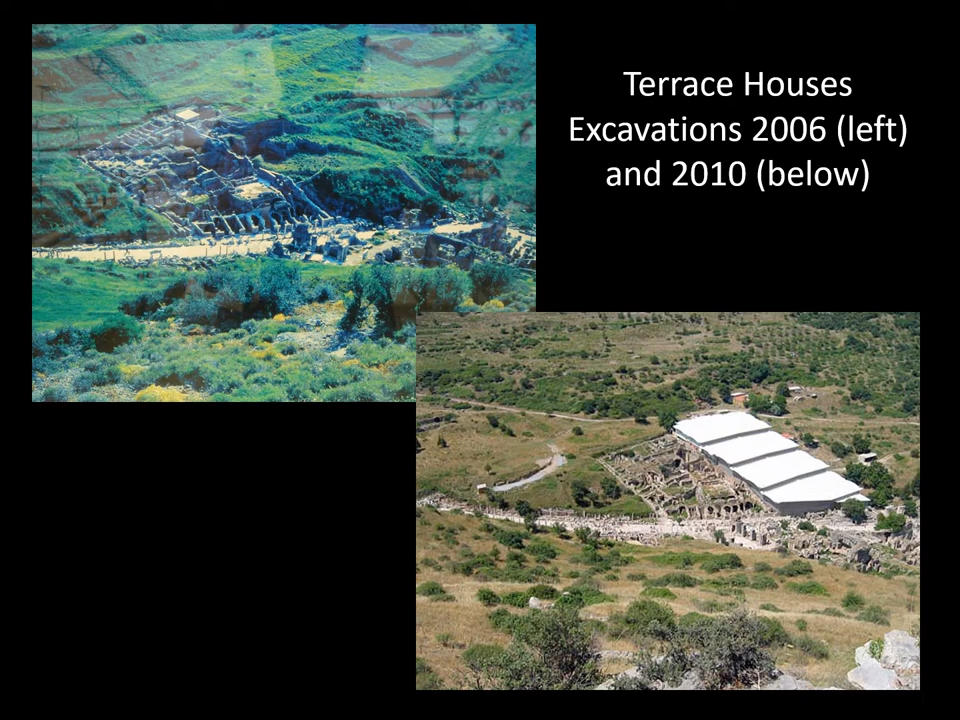 Terrace Houses
Excavations 2006 (left)
and 2010 (below)